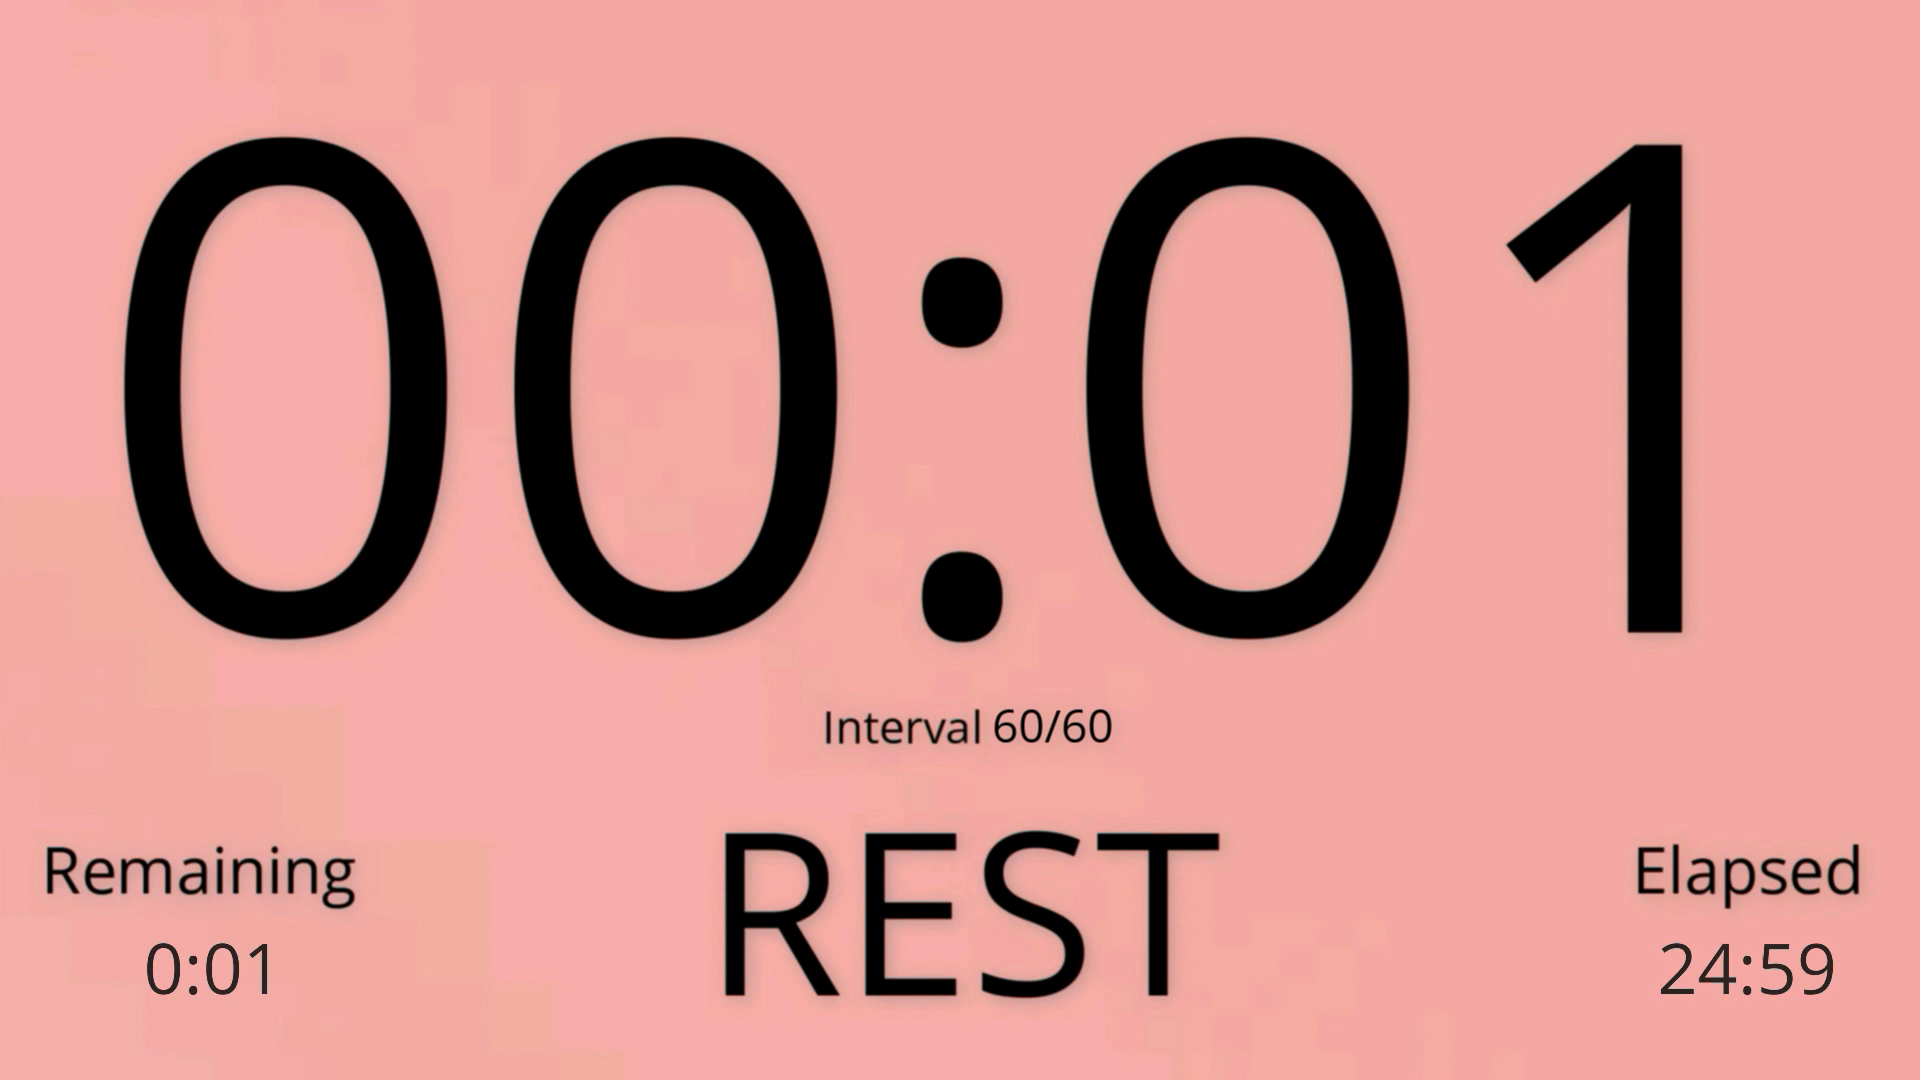 00:01
Interval 60/60
REST
Remaining
0:01
Elapsed
24:59